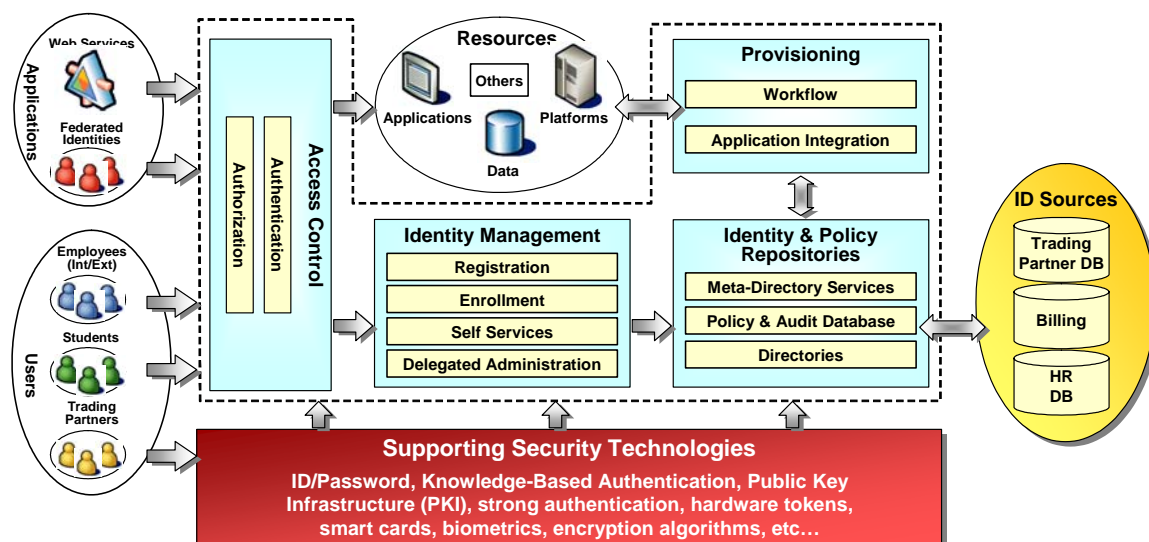 Web Services
Applications
Federated
Identities
Employees
(Int/Ext)
Students
Users
Trading
Partners
Access Control
Authorization
Authentication
Resources
Others
Applications
Platforms
Data
Provisioning
Workflow
Application Integration
Identity Management
Registration
Enrollment
Self Services
Delegated Administration
Identity & Policy
Repositories
Meta-Directory Services
Policy & Audit Database
Directories
ID Sources
Trading
Partner DB
Billing
HR
DB
Supporting Security Technologies
ID/Password, Knowledge-Based Authentication, Public Key
Infrastructure (PKI), strong authentication, hardware tokens,
smart cards, biometrics, encryption algorithms, etc…